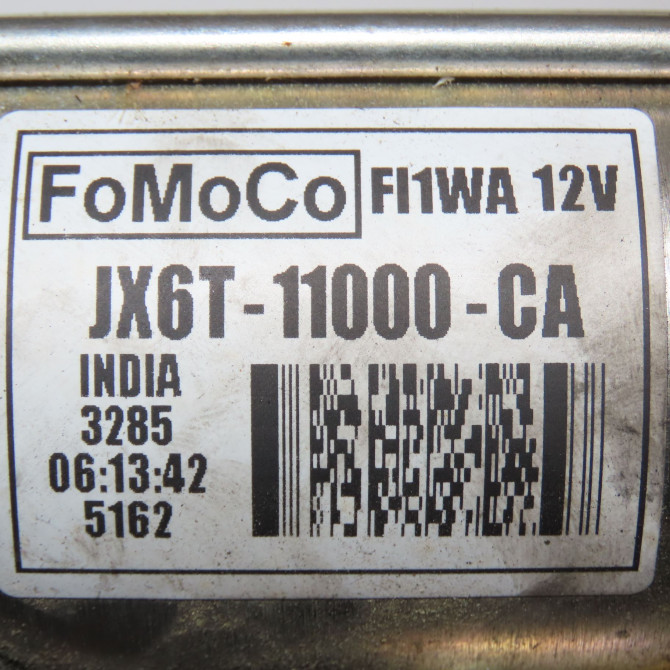 FoMoCo FI1WA 12V
JX6T-11000-CA
INDIA
3285
06:13:42
5162